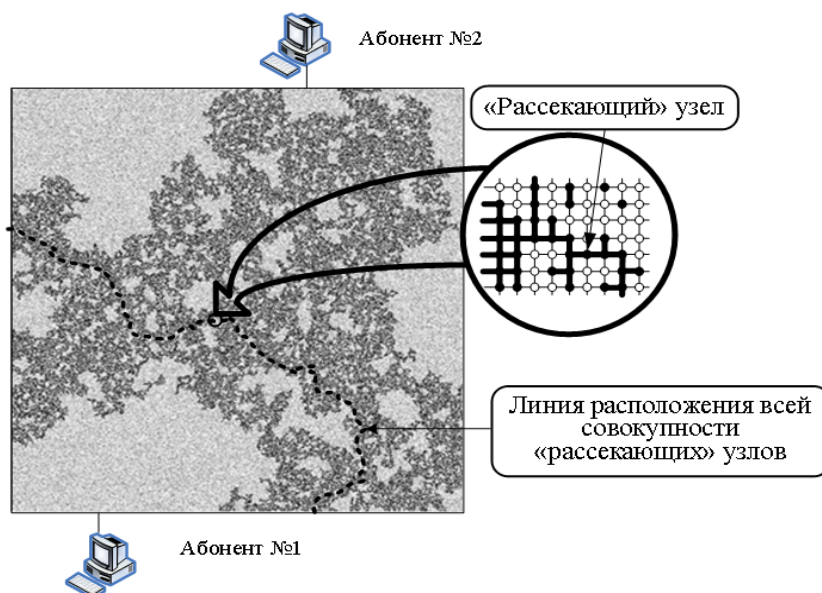 Абонент №2
«Рассекающий» узел
Линия расположения всей
совокупности
«рассекающих» узлов
Абонент №1